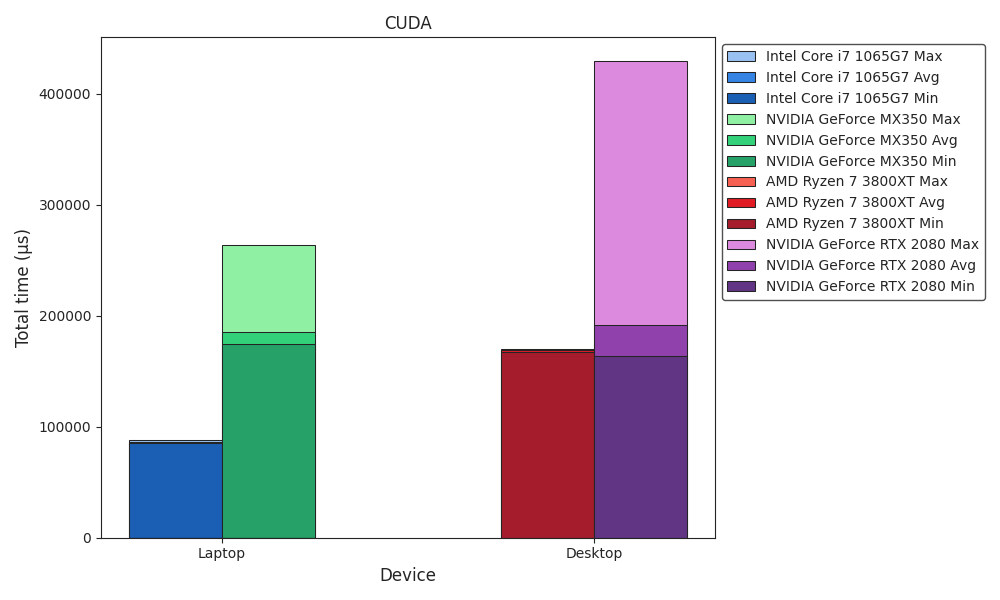 CUDA
Total time (µs)
400000
300000
200000
100000
0
Laptop
Desktop
Device
Intel Core i7 1065G7 Max
Intel Core i7 1065G7 Avg
Intel Core i7 1065G7 Min
NVIDIA GeForce MX350 Max
NVIDIA GeForce MX350 Avg
NVIDIA GeForce MX350 Min
AMD Ryzen 7 3800XT Max
AMD Ryzen 7 3800XT Avg
AMD Ryzen 7 3800XT Min
NVIDIA GeForce RTX 2080 Max
NVIDIA GeForce RTX 2080 Avg
NVIDIA GeForce RTX 2080 Min